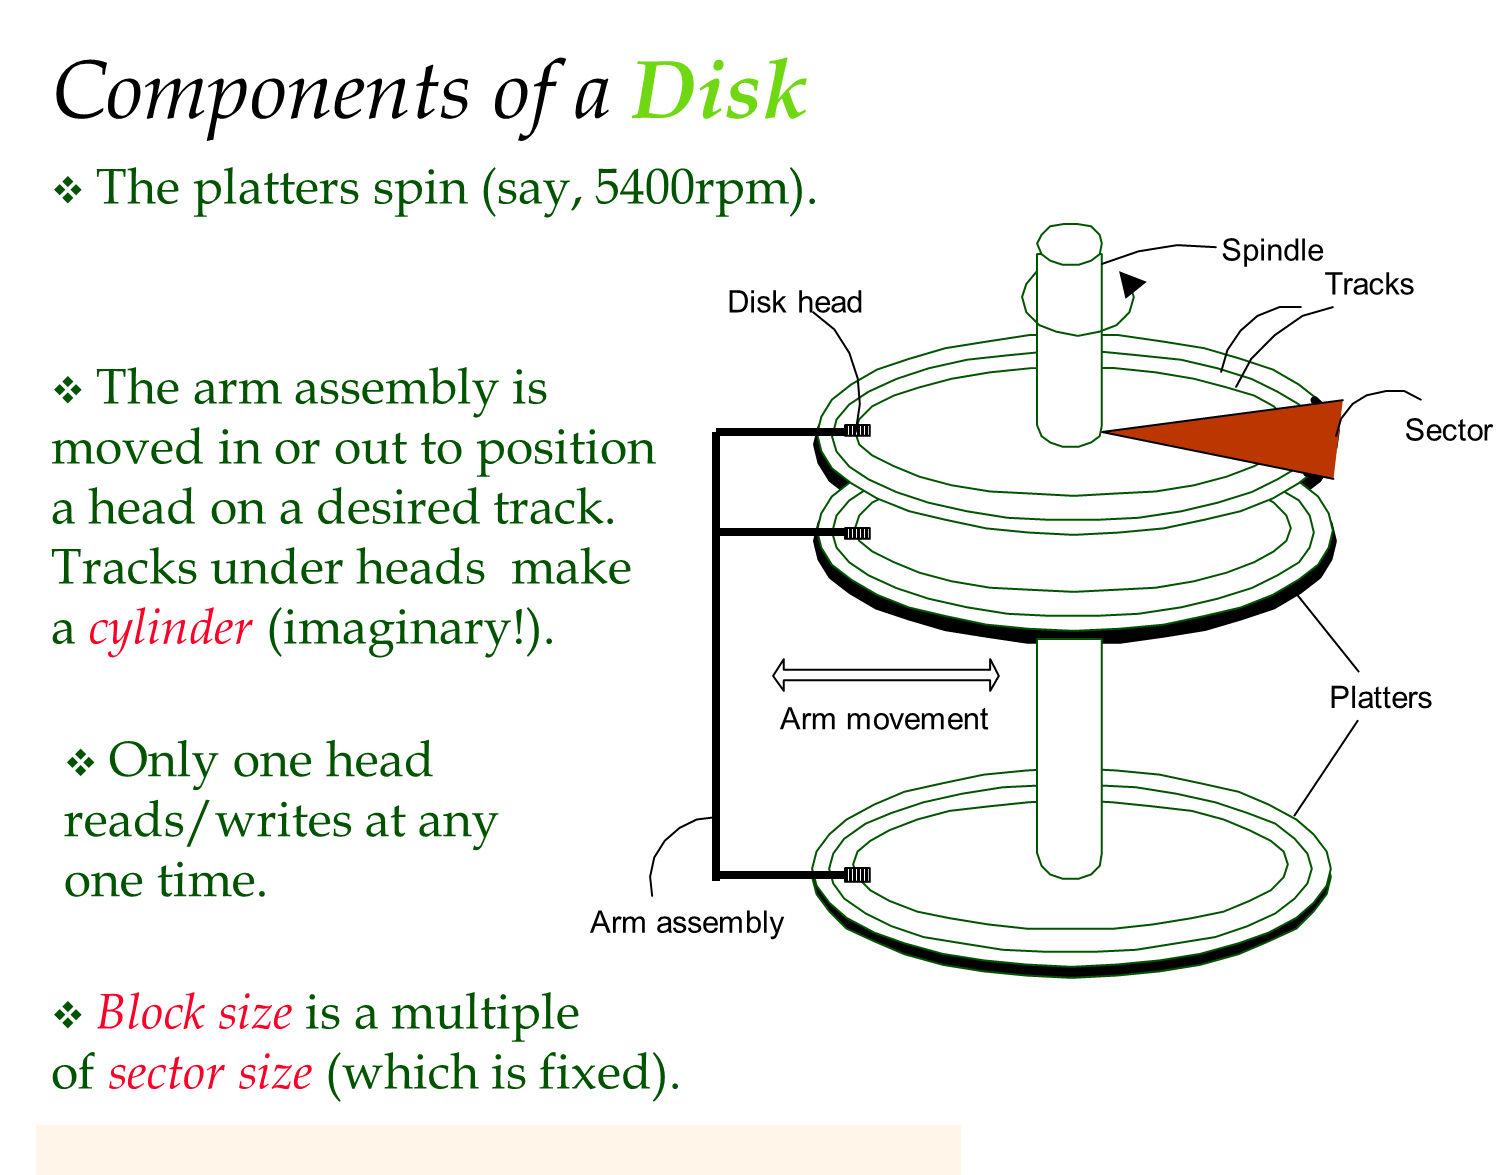 Components of a Disk
❖ The platters spin (say, 5400rpm).
❖ The arm assembly is
moved in or out to position
a head on a desired track.
Tracks under heads make
a cylinder (imaginary!).
❖ Only one head
reads/writes at any
one time.
❖ Block size is a multiple
of sector size (which is fixed).
Spindle
Tracks
Disk head
Sector
Platters
Arm movement
Arm assembly